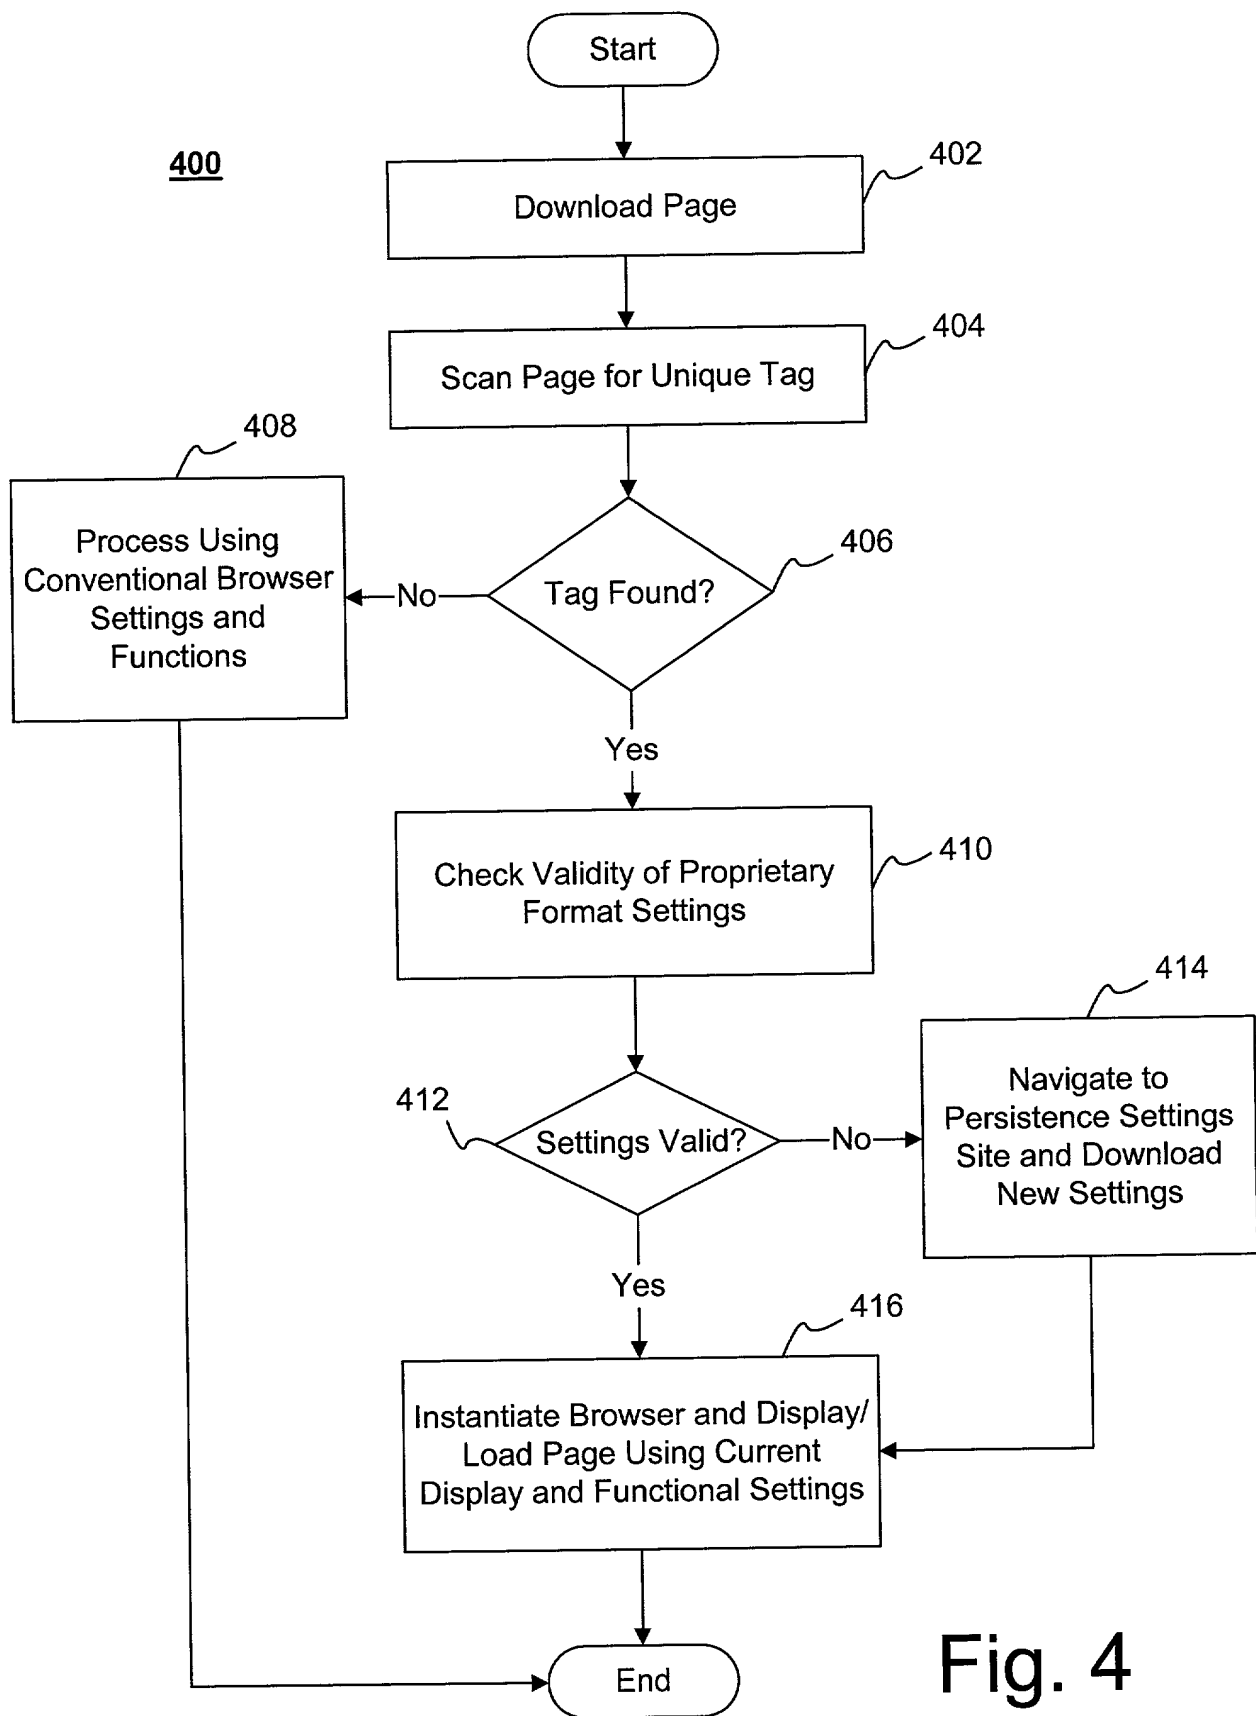 Start
400
402
Download Page
404
Scan Page for Unique Tag
408
Process Using
Conventional Browser
Settings and
Functions
406
Tag Found?
No
Yes
410
Check Validity of Proprietary
Format Settings
414
Navigate to
Persistence Settings
Site and Download
New Settings
412
Settings Valid?
No
Yes
416
Instantiate Browser and Display/
Load Page Using Current
Display and Functional Settings
End
Fig. 4